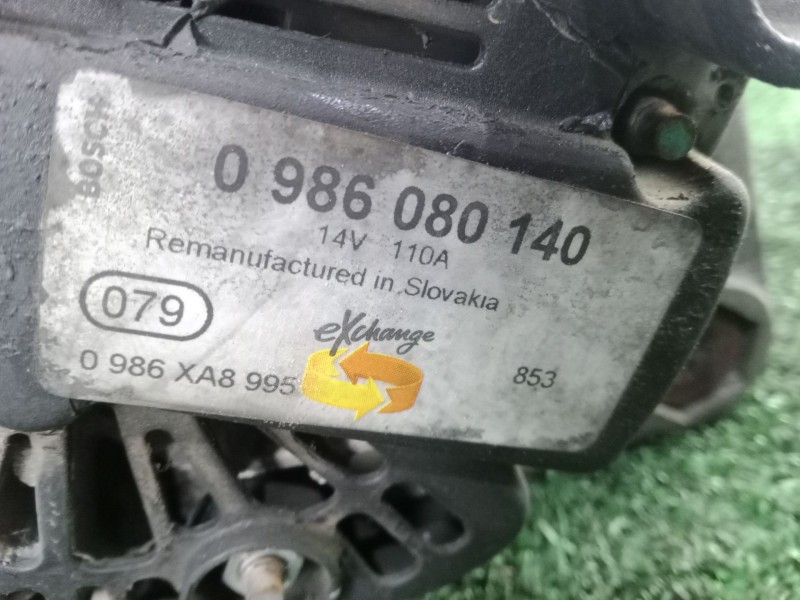 BOSCH
0 986 080 140
14V 110A
Remanufactured in Slovakia
079
eXchange
0 986 XA8 995
853